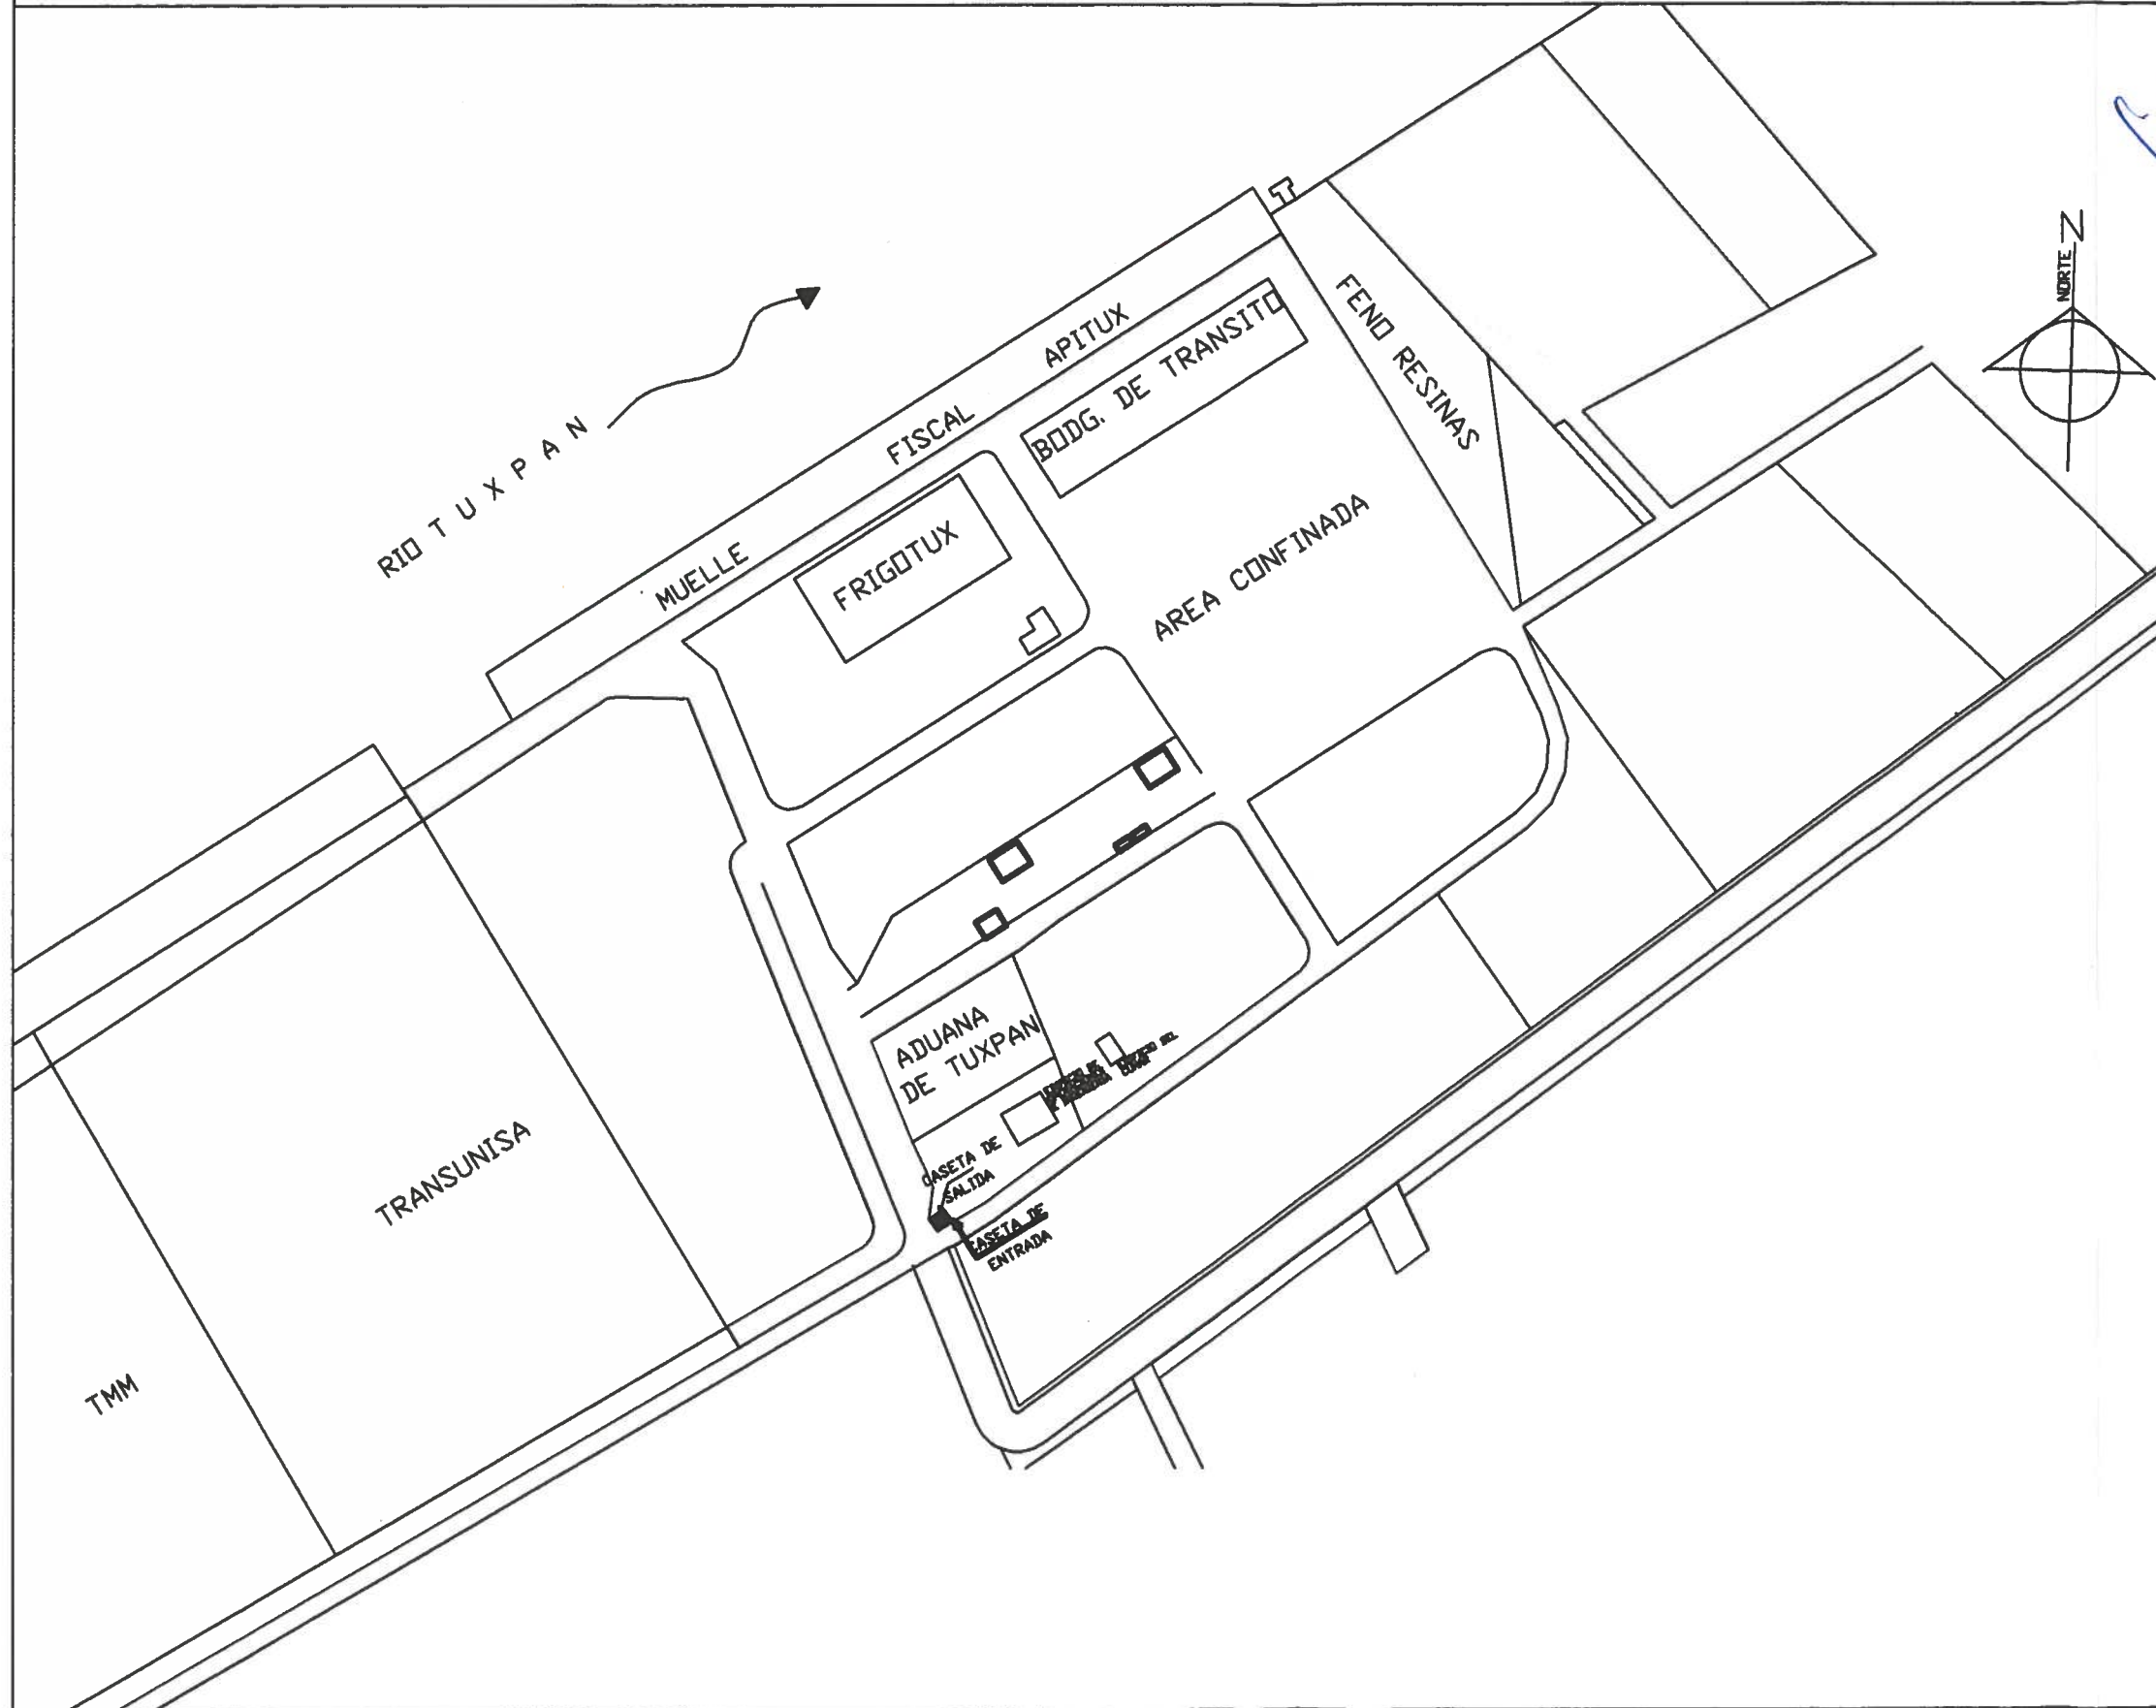 N
NORTE
RIO TUXPAN
MUELLE FISCAL APITUX
BODG. DE TRANSITO
FENO RESINAS
FRIGOTUX
AREA CONFINADA
ADUANA
DE TUXPAN
CASETA DE
SALIDA
CASETA DE
ENTRADA
TRANSUNISA
TMM